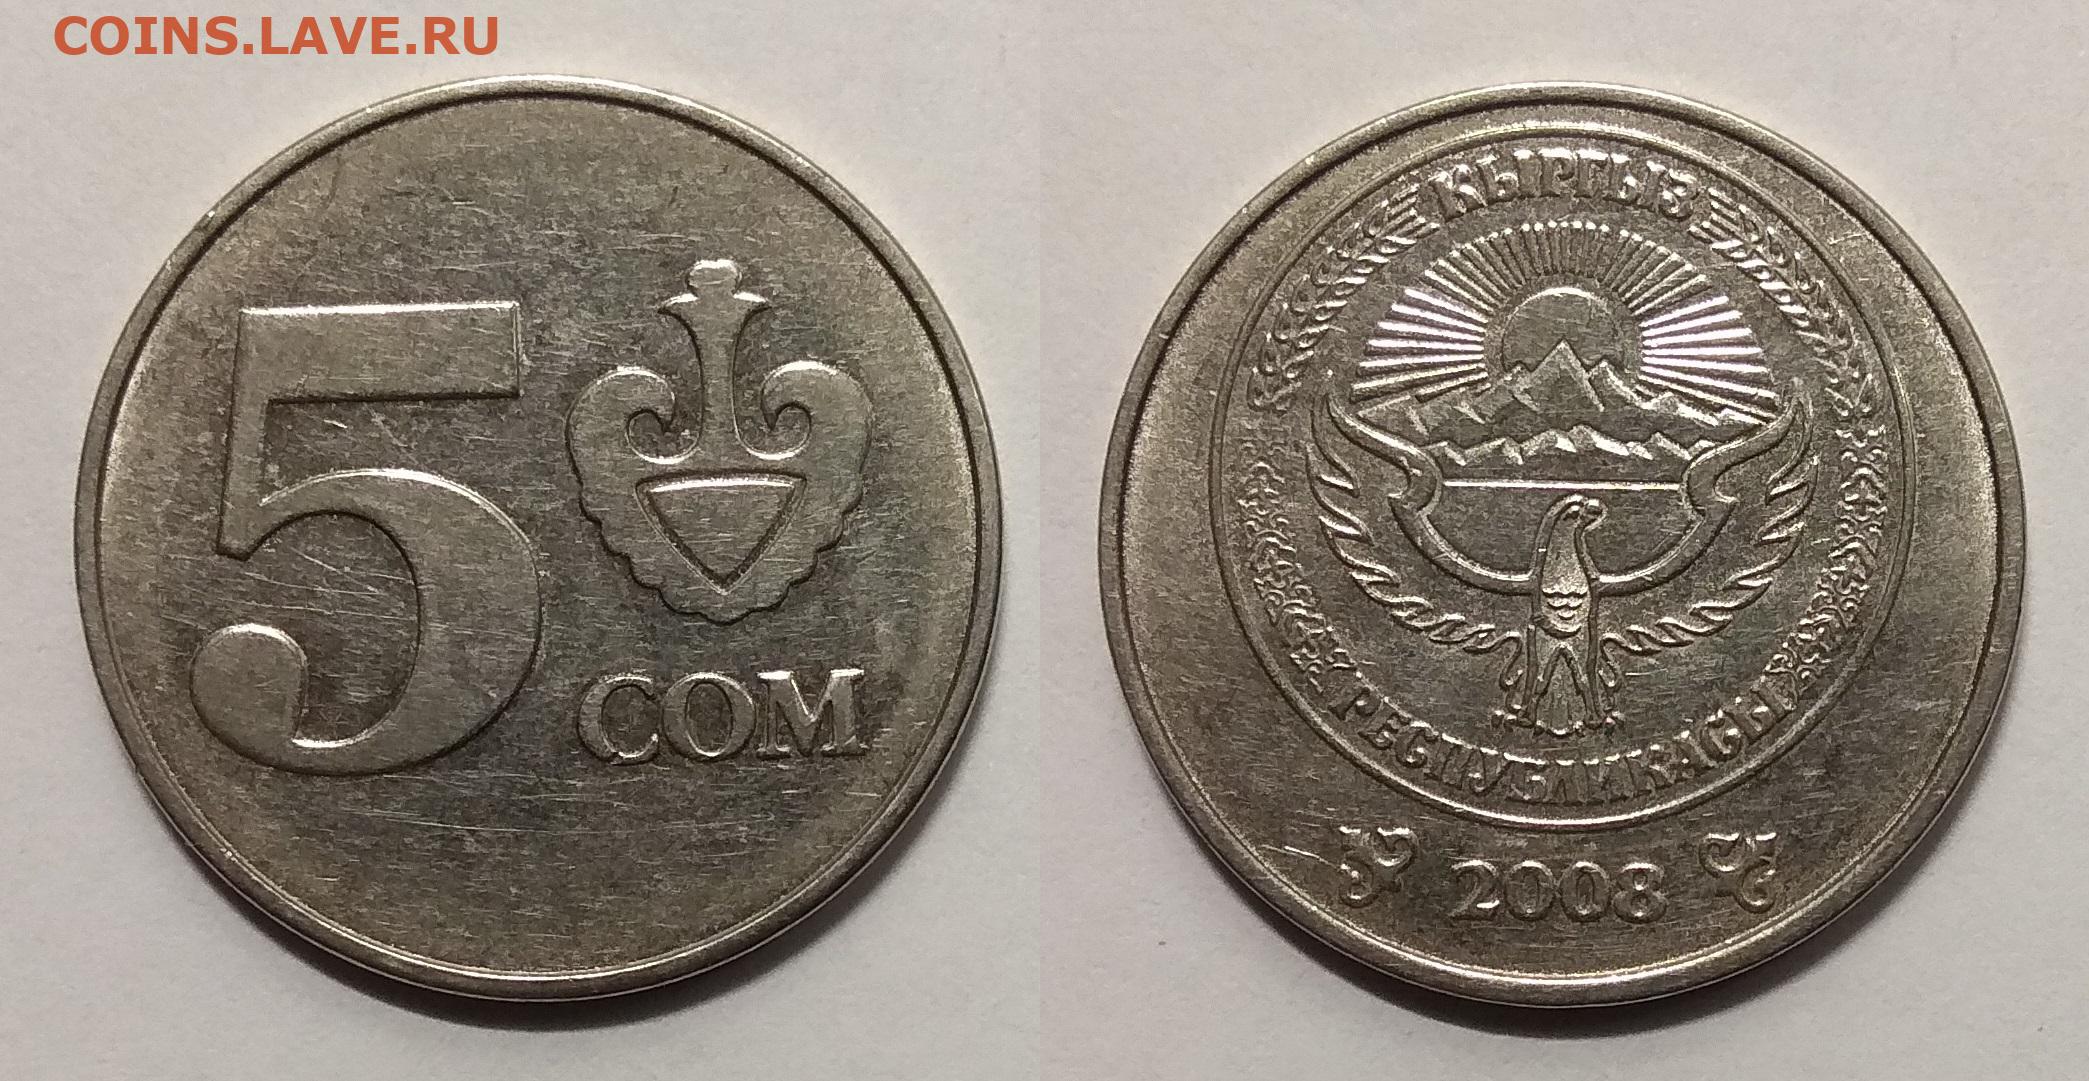 COINS.LAVE.RU
5
СОМ
КЫРГЫЗ
РЕСПУБЛИКАСЫ
2008